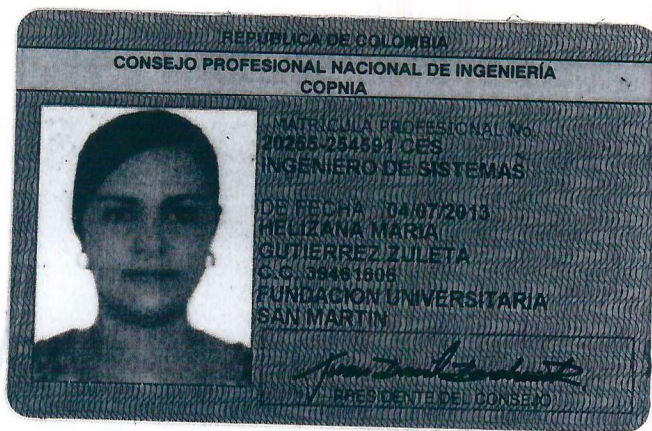 REPUBLICA DE COLOMBIA
CONSEJO PROFESIONAL NACIONAL DE INGENIERÍA
COPNIA
MATRICULA PROFESIONAL No.
20255-254591 CES
INGENIERO DE SISTEMAS
DE FECHA 04/07/2013
HELIZANA MARIA
GUTIERREZ ZULETA
C.C. 39461605
FUNDACION UNIVERSITARIA
SAN MARTIN
PRESIDENTE DEL CONSEJO